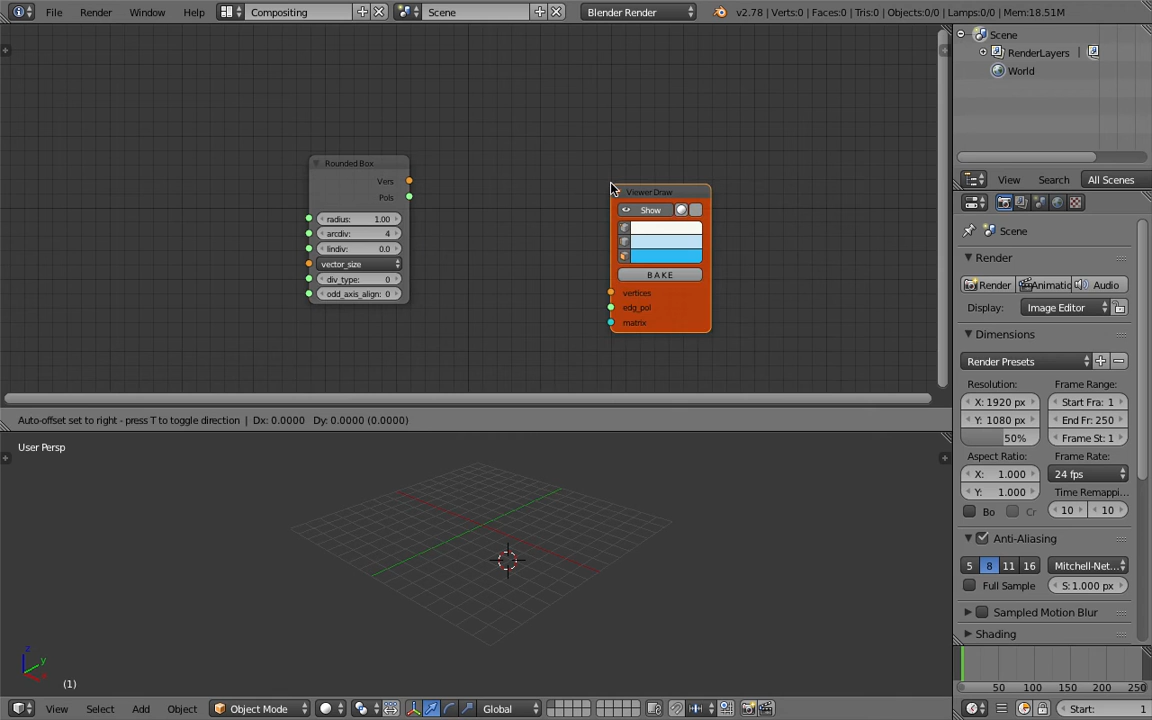 File Render Window Help Compositing Scene Blender Render v2.78 | Verts:0 | Faces:0 | Tris:0 | Objects:0/0 | Lamps:0/0 | Mem:18.51M
Scene
RenderLayers
World
View Search All Scenes
Rounded Box
Vers
Pols
radius: 1.00
arcdiv: 4
lindiv: 0.0
vector_size
div_type: 0
odd_axis_align: 0
Viewer Draw
Show
BAKE
vertices
edg_pol
matrix
Scene
Render
Render Animatic Audio
Display: Image Editor
Dimensions
Render Presets
Resolution: Frame Range:
X: 1920 px Start Fra: 1
Y: 1080 px End Fr: 250
50% Frame St: 1
Aspect Ratio: Frame Rate:
X: 1.000 24 fps
Y: 1.000 Time Remappi...
Bo Cr 10 10
Anti-Aliasing
5 8 11 16 Mitchell-Net...
Full Sample S: 1.000 px
Sampled Motion Blur
Shading
Auto-offset set to right - press T to toggle direction | Dx: 0.0000 Dy: 0.0000 (0.0000)
User Persp
z
y
x
(1)
50 100 150 200 250
View Select Add Object Object Mode Global Start: 1